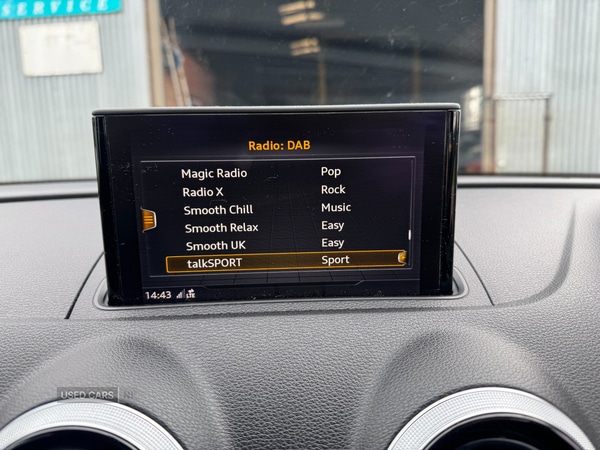 SERVICE
Radio: DAB
Magic Radio Pop
Radio X Rock
Smooth Chill Music
Smooth Relax Easy
Smooth UK Easy
talkSPORT Sport
14:43 LTE
USED CARS